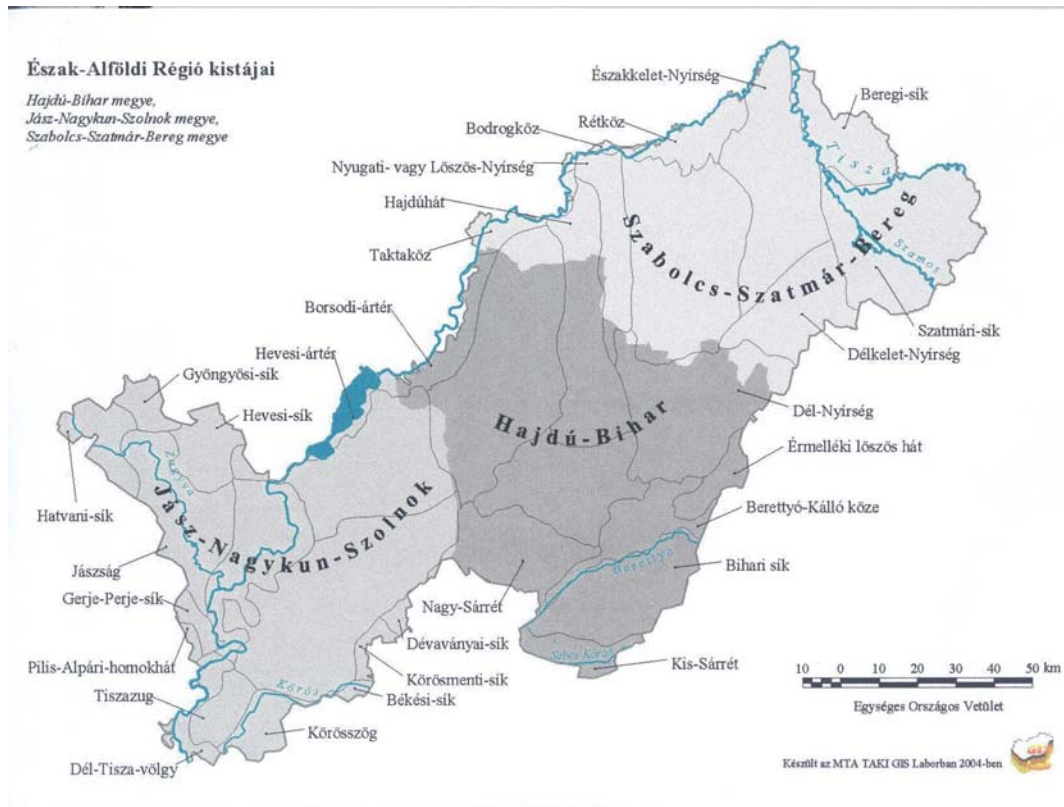 Észak-Alföldi Régió kistájai
Hajdú-Bihar megye,
Jász-Nagykun-Szolnok megye,
Szabolcs-Szatmár-Bereg megye
Északkelet-Nyírség
Beregi-sík
Rétköz
Bodrogköz
Nyugati- vagy Löszös-Nyírség
Hajdúhát
Taktaköz
Tisza
Szamos
Szabolcs-Szatmár-Bereg
Borsodi-ártér
Szatmári-sík
Hevesi-ártér
Délkelet-Nyírség
Gyöngyösi-sík
Hevesi-sík
Dél-Nyírség
Hajdú-Bihar
Érmelléki löszös hát
Zagyva
Hatvani-sík
Jász-Nagykun-Szolnok
Berettyó-Kálló köze
Jászság
Berettyó
Bihari sík
Gerje-Perje-sík
Nagy-Sárrét
Dévaványai-sík
Pilis-Alpári-homokhát
Sebes Körös
Kis-Sárrét
Körösmenti-sík
Tiszazug
Körös
Békési-sík
Körösszög
Dél-Tisza-völgy
10 0 10 20 30 40 50 km
Egységes Országos Vetület
Készült az MTA TAKI GIS Laborban 2004-ben